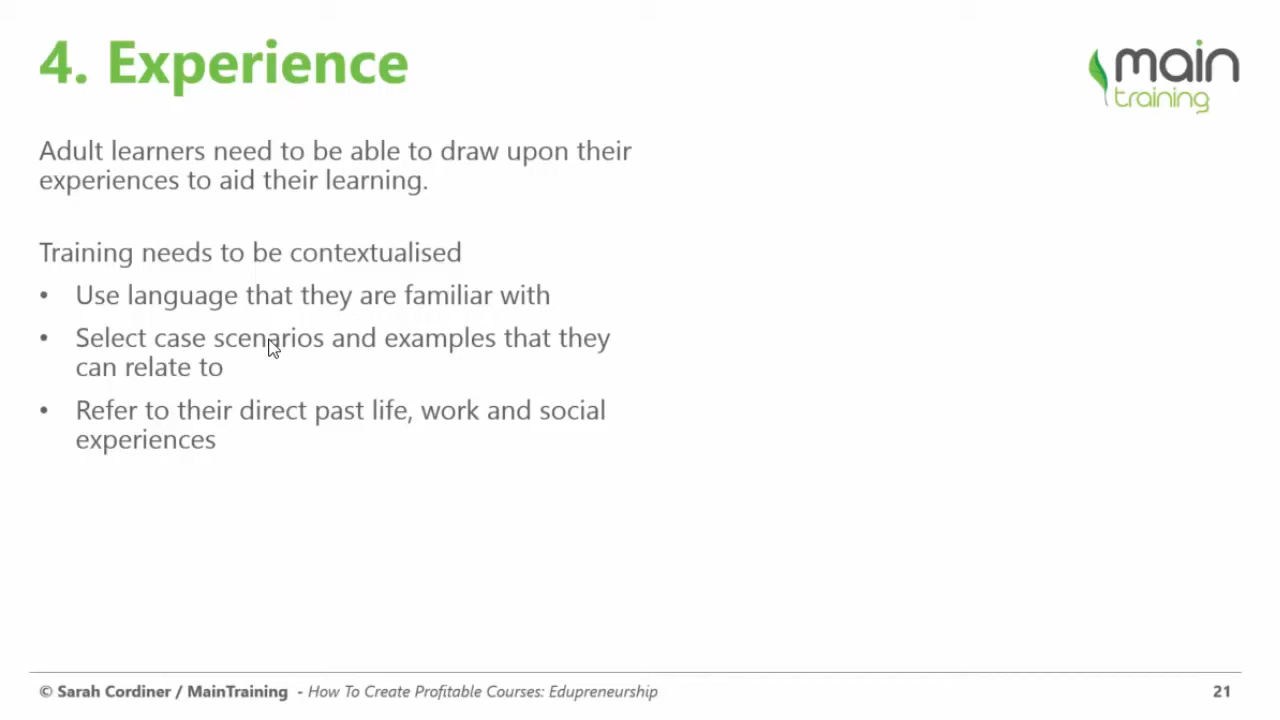 4. Experience
main
training
Adult learners need to be able to draw upon their
experiences to aid their learning.
Training needs to be contextualised
• Use language that they are familiar with
• Select case scenarios and examples that they
can relate to
• Refer to their direct past life, work and social
experiences
© Sarah Cordiner / MainTraining - How To Create Profitable Courses: Edupreneurship 21